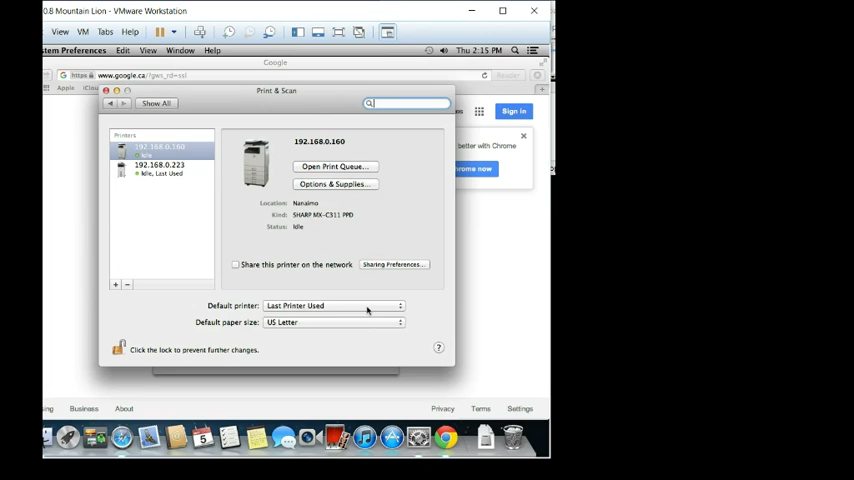 0.8 Mountain Lion - VMware Workstation
View VM Tabs Help
stem Preferences Edit View Window Help Thu 2:15 PM
Google
https www.google.ca/?gws_rd=ssl Reader
Apple iClou
Print & Scan
Show All
Sign in
better with Chrome
hrome now
Printers
192.168.0.160
Idle
192.168.0.223
Idle, Last Used
192.168.0.160
Open Print Queue...
Options & Supplies...
Location: Nanaimo
Kind: SHARP MX-C311 PPD
Status: Idle
Share this printer on the network Sharing Preferences...
+ −
Default printer: Last Printer Used
Default paper size: US Letter
Click the lock to prevent further changes. ?
ing Business About Privacy Terms Settings
5